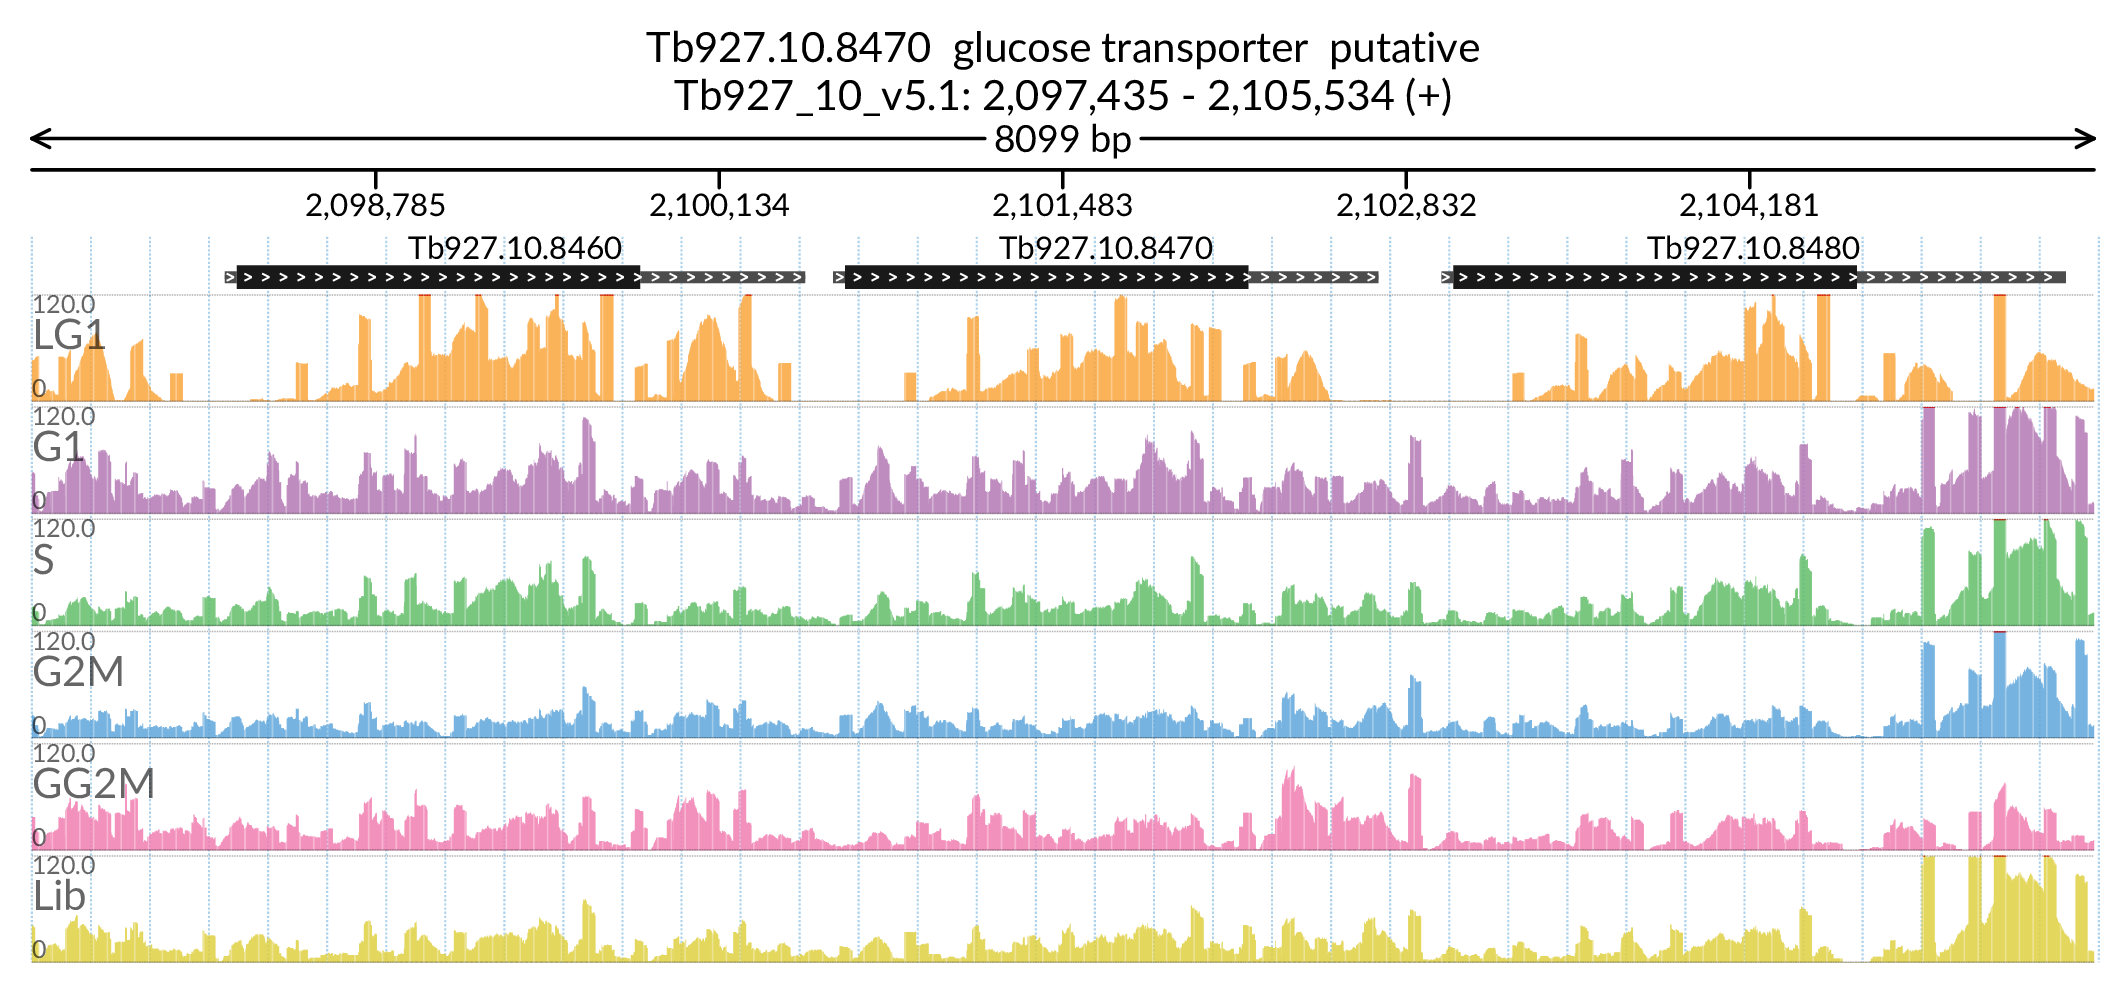 Tb927.10.8470 glucose transporter putative
Tb927_10_v5.1: 2,097,435 - 2,105,534 (+)
8099 bp
2,098,785 2,100,134 2,101,483 2,102,832 2,104,181
Tb927.10.8460 Tb927.10.8470 Tb927.10.8480
120.0
LG1
0
120.0
G1
0
120.0
S
0
120.0
G2M
0
120.0
GG2M
0
120.0
Lib
0